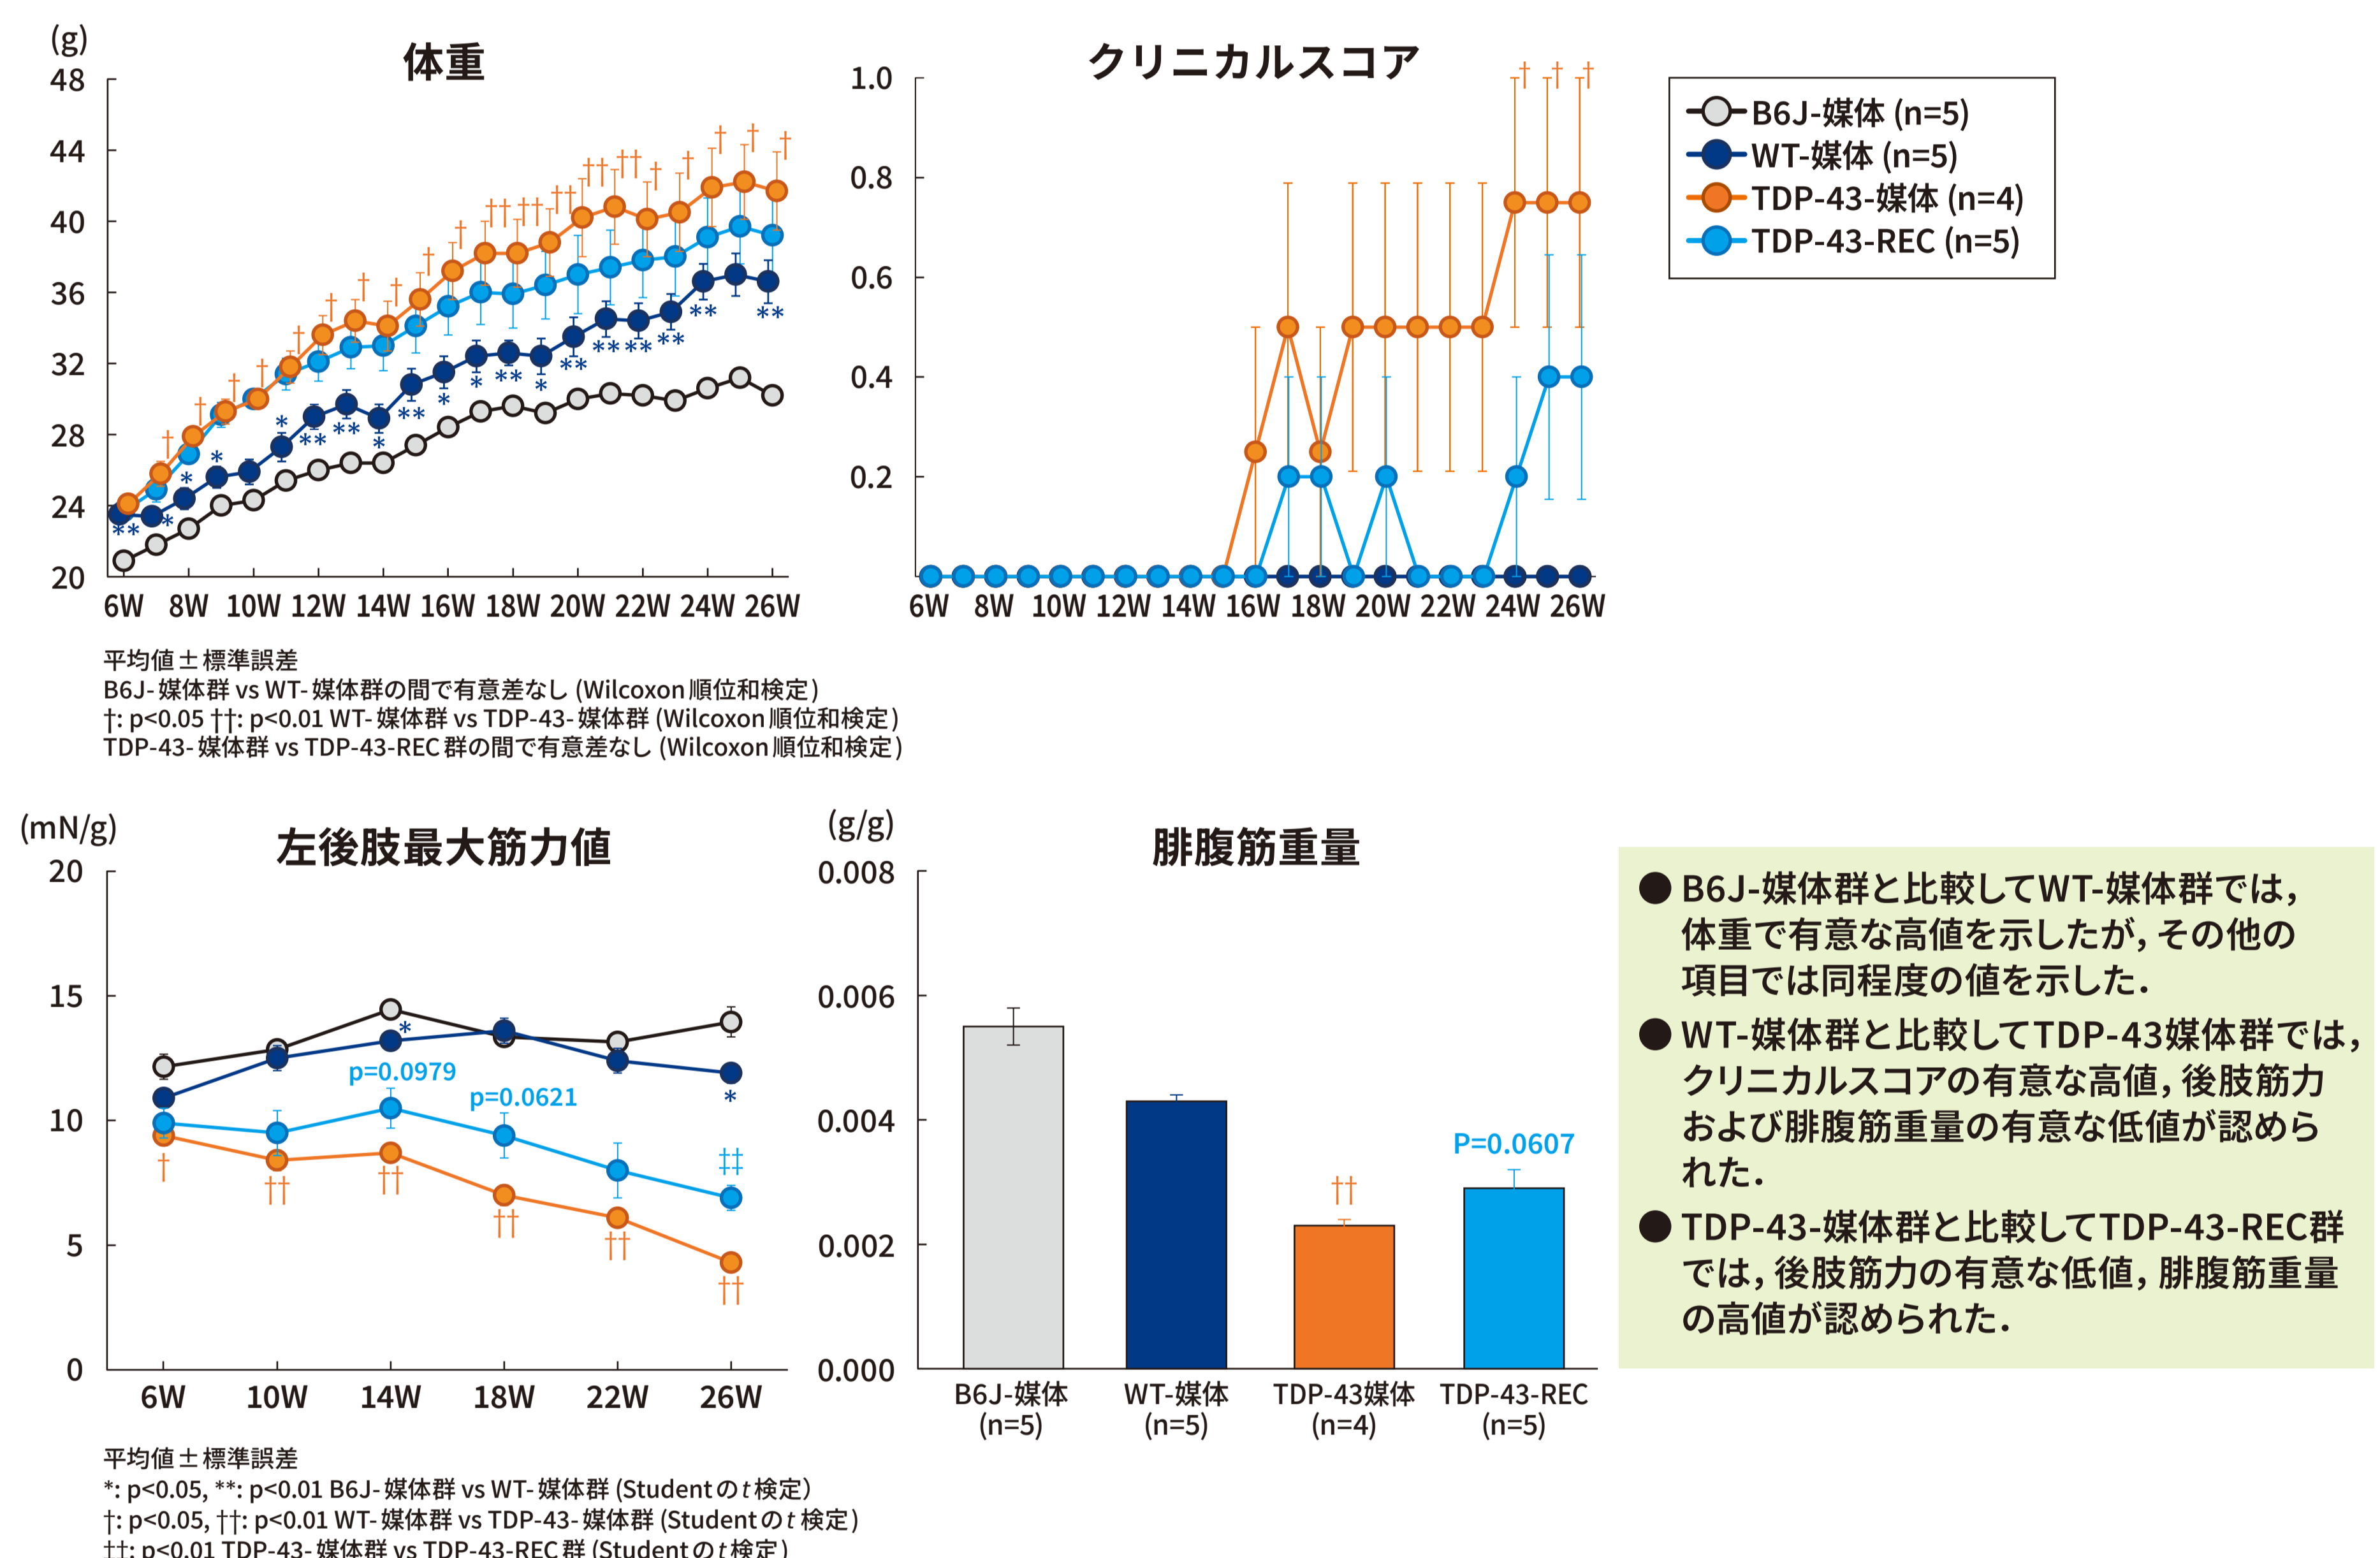 (g)
体重
48
44
40
36
32
28
24
20
† † † † † † † † † † † †† †† †† †† †† † † † † †
** * * * * ** ** * ** * * ** * ** ** ** ** ** **
6W 8W 10W 12W 14W 16W 18W 20W 22W 24W 26W
クリニカルスコア
1.0
0.8
0.6
0.4
0.2
† † †
6W 8W 10W 12W 14W 16W 18W 20W 22W 24W 26W
B6J-媒体 (n=5)
WT-媒体 (n=5)
TDP-43-媒体 (n=4)
TDP-43-REC (n=5)
平均値±標準誤差
B6J-媒体群 vs WT-媒体群の間で有意差なし (Wilcoxon順位和検定)
†: p<0.05 ††: p<0.01 WT-媒体群 vs TDP-43-媒体群 (Wilcoxon順位和検定)
TDP-43-媒体群 vs TDP-43-REC群の間で有意差なし (Wilcoxon順位和検定)
(mN/g)
左後肢最大筋力値
20
15
10
5
0
*
p=0.0979
p=0.0621
*
‡‡
† †† †† †† †† ††
6W 10W 14W 18W 22W 26W
(g/g)
腓腹筋重量
0.008
0.006
0.004
0.002
0.000
††
P=0.0607
B6J-媒体 WT-媒体 TDP-43媒体 TDP-43-REC
(n=5) (n=5) (n=4) (n=5)
● B6J-媒体群と比較してWT-媒体群では，
体重で有意な高値を示したが，その他の
項目では同程度の値を示した．
● WT-媒体群と比較してTDP-43媒体群では，
クリニカルスコアの有意な高値，後肢筋力
および腓腹筋重量の有意な低値が認めら
れた．
● TDP-43-媒体群と比較してTDP-43-REC群
では，後肢筋力の有意な低値，腓腹筋重量
の高値が認められた．
平均値±標準誤差
*: p<0.05, **: p<0.01 B6J-媒体群 vs WT-媒体群 (Studentのt検定）
†: p<0.05, ††: p<0.01 WT-媒体群 vs TDP-43-媒体群 (Studentのt検定)
‡‡: p<0.01 TDP-43-媒体群 vs TDP-43-REC群 (Studentのt検定)